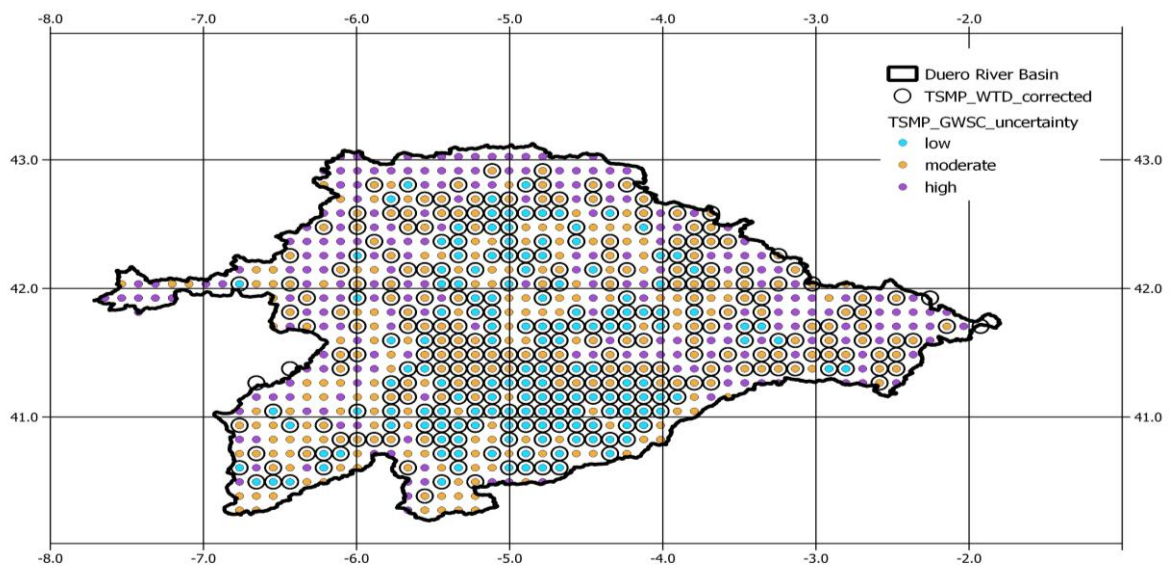 -8.0 -7.0 -6.0 -5.0 -4.0 -3.0 -2.0
Duero River Basin
TSMP_WTD_corrected
TSMP_GWSC_uncertainty
low
moderate
high
43.0 43.0
42.0 42.0
41.0 41.0
-8.0 -7.0 -6.0 -5.0 -4.0 -3.0 -2.0